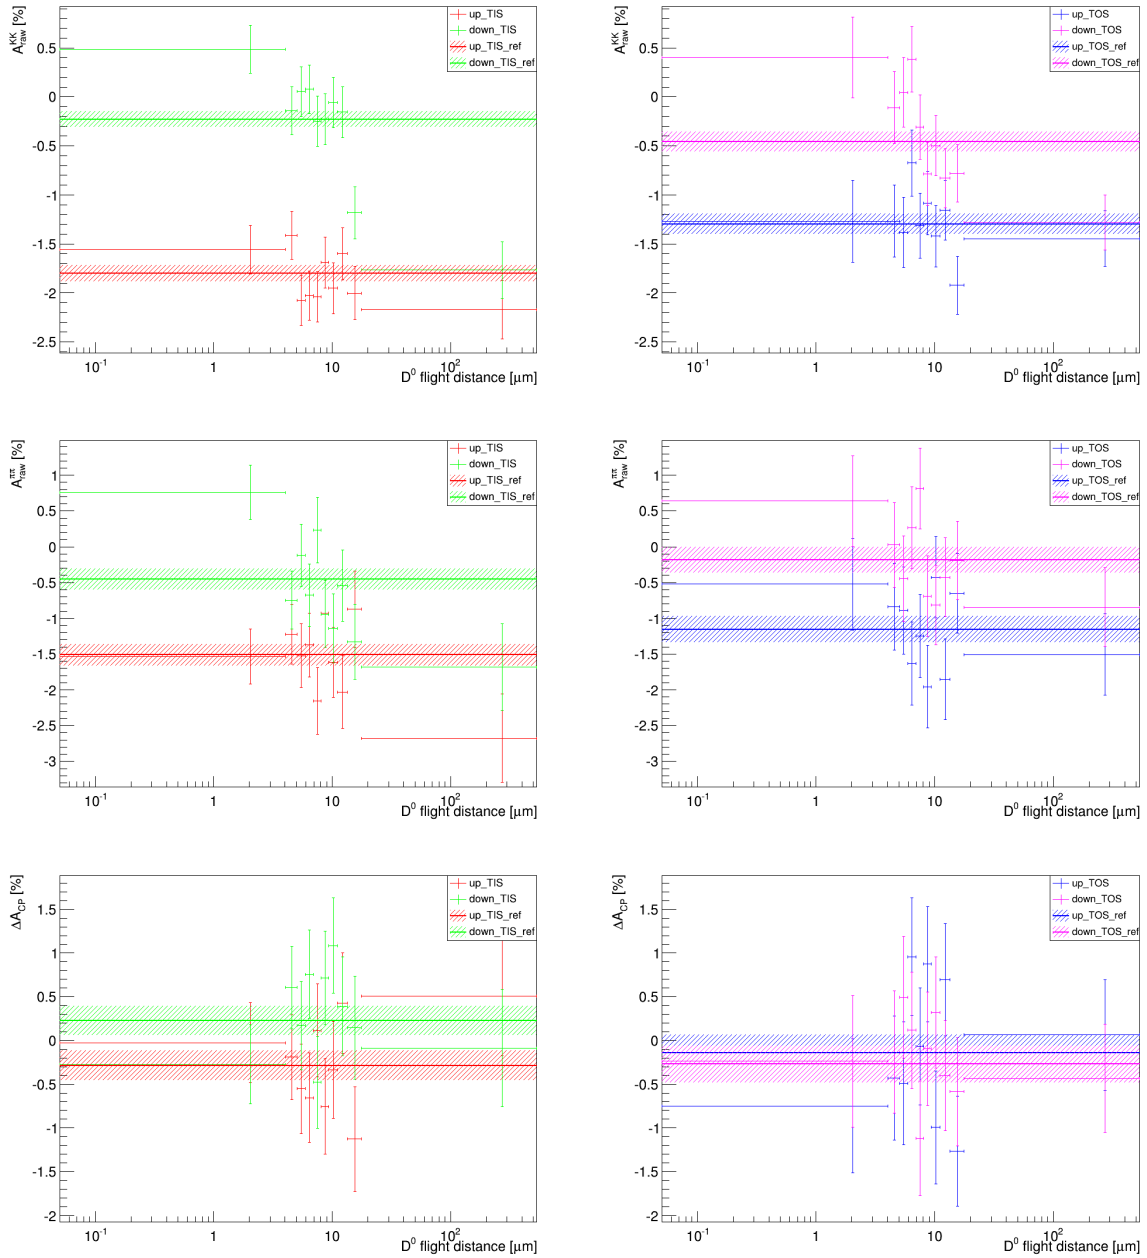 A_raw^KK [%]
up_TIS
down_TIS
up_TIS_ref
down_TIS_ref
0.5
0
-0.5
-1
-1.5
-2
-2.5
10^-1 1 10 10^2
D^0 flight distance [μm]
A_raw^KK [%]
up_TOS
down_TOS
up_TOS_ref
down_TOS_ref
0.5
0
-0.5
-1
-1.5
-2
-2.5
10^-1 1 10 10^2
D^0 flight distance [μm]
A_raw^ππ [%]
up_TIS
down_TIS
up_TIS_ref
down_TIS_ref
1
0.5
0
-0.5
-1
-1.5
-2
-2.5
-3
10^-1 1 10 10^2
D^0 flight distance [μm]
A_raw^ππ [%]
up_TOS
down_TOS
up_TOS_ref
down_TOS_ref
1
0.5
0
-0.5
-1
-1.5
-2
-2.5
-3
10^-1 1 10 10^2
D^0 flight distance [μm]
ΔA_CP [%]
up_TIS
down_TIS
up_TIS_ref
down_TIS_ref
1.5
1
0.5
0
-0.5
-1
-1.5
-2
10^-1 1 10 10^2
D^0 flight distance [μm]
ΔA_CP [%]
up_TOS
down_TOS
up_TOS_ref
down_TOS_ref
1.5
1
0.5
0
-0.5
-1
-1.5
-2
10^-1 1 10 10^2
D^0 flight distance [μm]